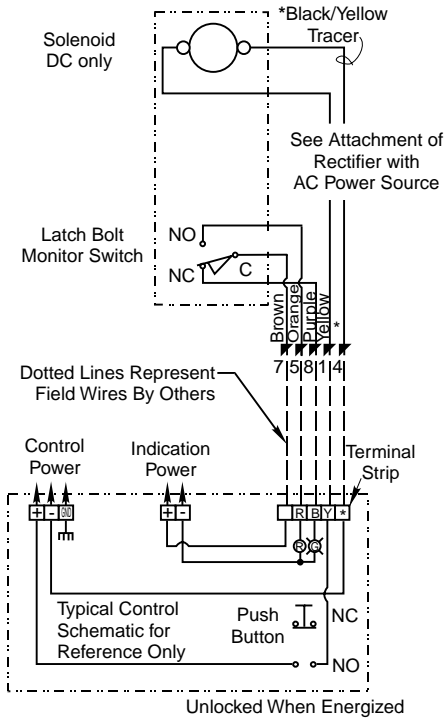 *Black/Yellow
Tracer
Solenoid
DC only
See Attachment of
Rectifier with
AC Power Source
Latch Bolt
Monitor Switch
NO
NC
C
Brown
Orange
Purple
Yellow
*
7 5 8 1 4
Dotted Lines Represent
Field Wires By Others
Control
Power
Indication
Power
Terminal
Strip
+ - GND
+ -
R B Y *
R G
Typical Control
Schematic for
Reference Only
Push
Button
NC
NO
Unlocked When Energized